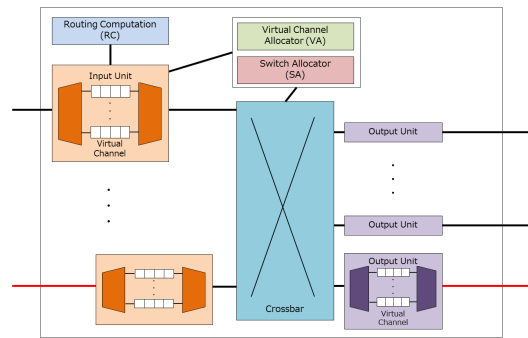 Routing Computation
(RC)
Virtual Channel
Allocator (VA)
Switch Allocator
(SA)
Input Unit
Virtual
Channel
Output Unit
Output Unit
Output Unit
Virtual
Channel
Crossbar